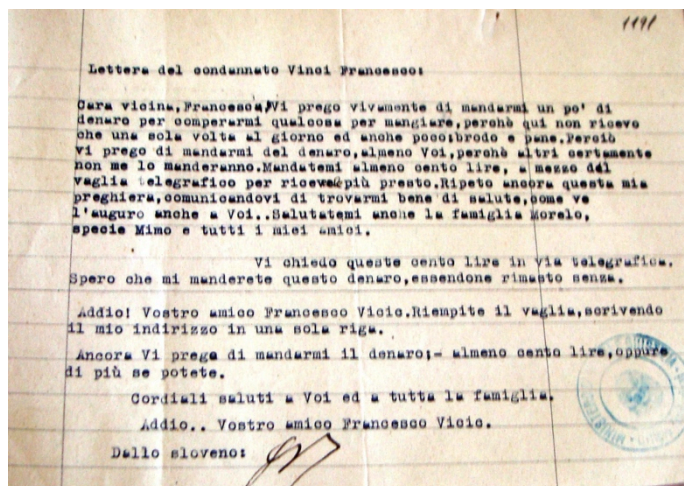 1191
Lettera del condannato Vinci Francesco:
Cara vicina, Francesca, Vi prego vivamente di mandarmi un po' di
denaro per comperarmi qualcosa per mangiare, perchè qui non ricevo
che una sola volta al giorno ed anche poco: brodo e pane. Perciò
vi prego di mandarmi del denaro, almeno Voi, perchè altri certamente
non me lo manderanno. Mandatemi almeno cento lire, a mezzo del
vaglia telegrafico per ricever più presto. Ripeto ancora questa mia
preghiera, comunicandovi di trovarmi bene di salute, come ve
l'auguro anche a Voi.. Salutatemi anche la famiglia Morelo,
specie Mimo e tutti i miei amici.
Vi chiedo queste cento lire in via telegrafica.
Spero che mi manderete questo denaro, essendone rimasto senza.
Addio! Vostro amico Francesco Vicic. Riempite il vaglia, scrivendo
il mio indirizzo in una sola riga.
Ancora Vi prego di mandarmi il denaro;- almeno cento lire, oppure
di più se potete.
Cordiali saluti a Voi ed a tutta la famiglia.
Addio.. Vostro amico Francesco Vicic.
Dallo sloveno: